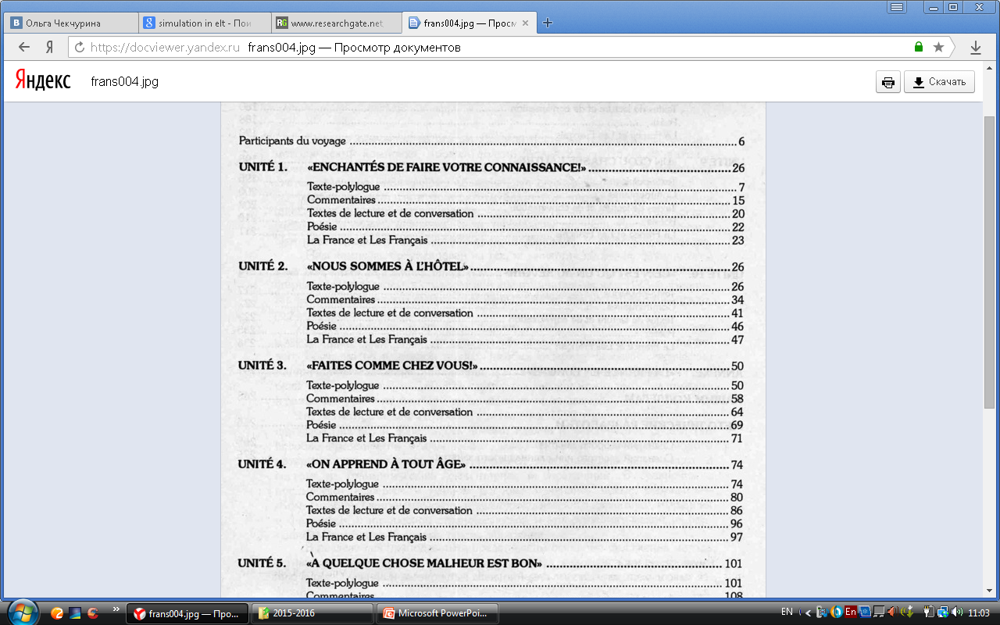 Ольга Чекчурина
simulation in elt - Пои
www.researchgate.net
frans004.jpg — Просм
https://docviewer.yandex.ru frans004.jpg — Просмотр документов
Яндекс frans004.jpg Скачать
Participants du voyage 6
UNITÉ 1. «ENCHANTÉS DE FAIRE VOTRE CONNAISSANCE!» 26
Texte-polylogue 7
Commentaires 15
Textes de lecture et de conversation 20
Poésie 22
La France et Les Français 23
UNITÉ 2. «NOUS SOMMES À L'HÔTEL» 26
Texte-polylogue 26
Commentaires 34
Textes de lecture et de conversation 41
Poésie 46
La France et Les Français 47
UNITÉ 3. «FAITES COMME CHEZ VOUS!» 50
Texte-polylogue 50
Commentaires 58
Textes de lecture et de conversation 64
Poésie 69
La France et Les Français 71
UNITÉ 4. «ON APPREND À TOUT ÂGE» 74
Texte-polylogue 74
Commentaires 80
Textes de lecture et de conversation 86
Poésie 96
La France et Les Français 97
UNITÉ 5. «À QUELQUE CHOSE MALHEUR EST BON» 101
Texte-polylogue 101
Commentaires 108
frans004.jpg — Про...
2015-2016
Microsoft PowerPoi...
EN
En
11:03